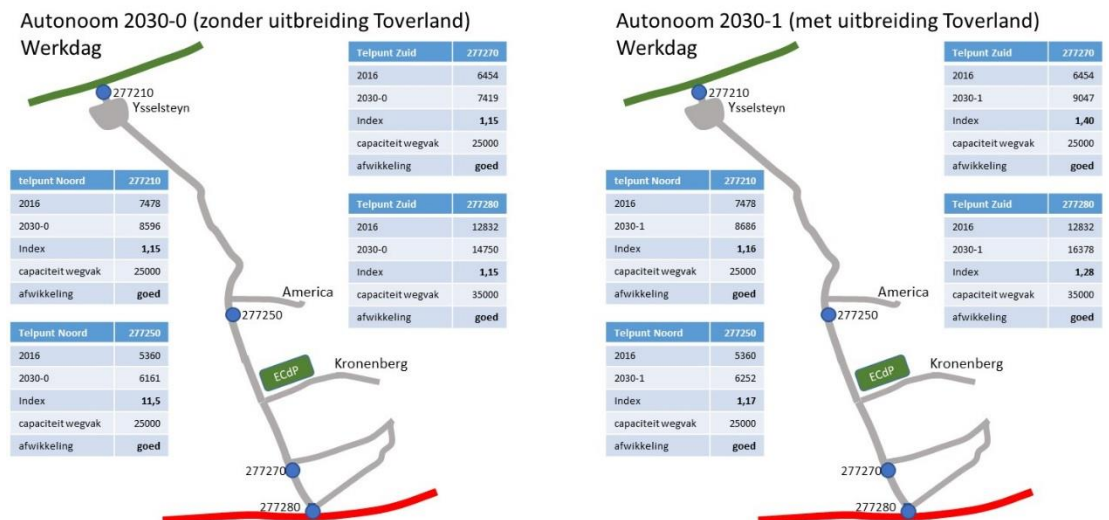 Autonoom 2030-0 (zonder uitbreiding Toverland)
Werkdag
Telpunt Zuid 277270
2016 6454
2030-0 7419
Index 1,15
capaciteit wegvak 25000
afwikkeling goed
277210
Ysselsteyn
telpunt Noord 277210
2016 7478
2030-0 8596
Index 1,15
capaciteit wegvak 25000
afwikkeling goed
Telpunt Zuid 277280
2016 12832
2030-0 14750
Index 1,15
capaciteit wegvak 35000
afwikkeling goed
America
277250
Telpunt Noord 277250
2016 5360
2030-0 6161
Index 11,5
capaciteit wegvak 25000
afwikkeling goed
ECdP
Kronenberg
277270
277280
Autonoom 2030-1 (met uitbreiding Toverland)
Werkdag
Telpunt Zuid 277270
2016 6454
2030-1 9047
Index 1,40
capaciteit wegvak 25000
afwikkeling goed
277210
Ysselsteyn
telpunt Noord 277210
2016 7478
2030-1 8686
Index 1,16
capaciteit wegvak 25000
afwikkeling goed
Telpunt Zuid 277280
2016 12832
2030-1 16378
Index 1,28
capaciteit wegvak 35000
afwikkeling goed
America
277250
Telpunt Noord 277250
2016 5360
2030-1 6252
Index 1,17
capaciteit wegvak 25000
afwikkeling goed
ECdP
Kronenberg
277270
277280